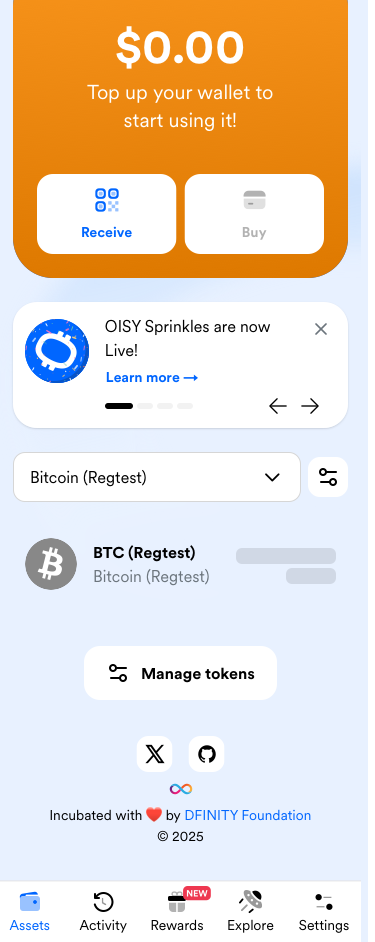 $0.00
Top up your wallet to
start using it!
Receive
Buy
OISY Sprinkles are now
Live!
Learn more →
Bitcoin (Regtest)
BTC (Regtest)
Bitcoin (Regtest)
Manage tokens
Incubated with ❤️ by DFINITY Foundation
© 2025
NEW
Assets
Activity
Rewards
Explore
Settings